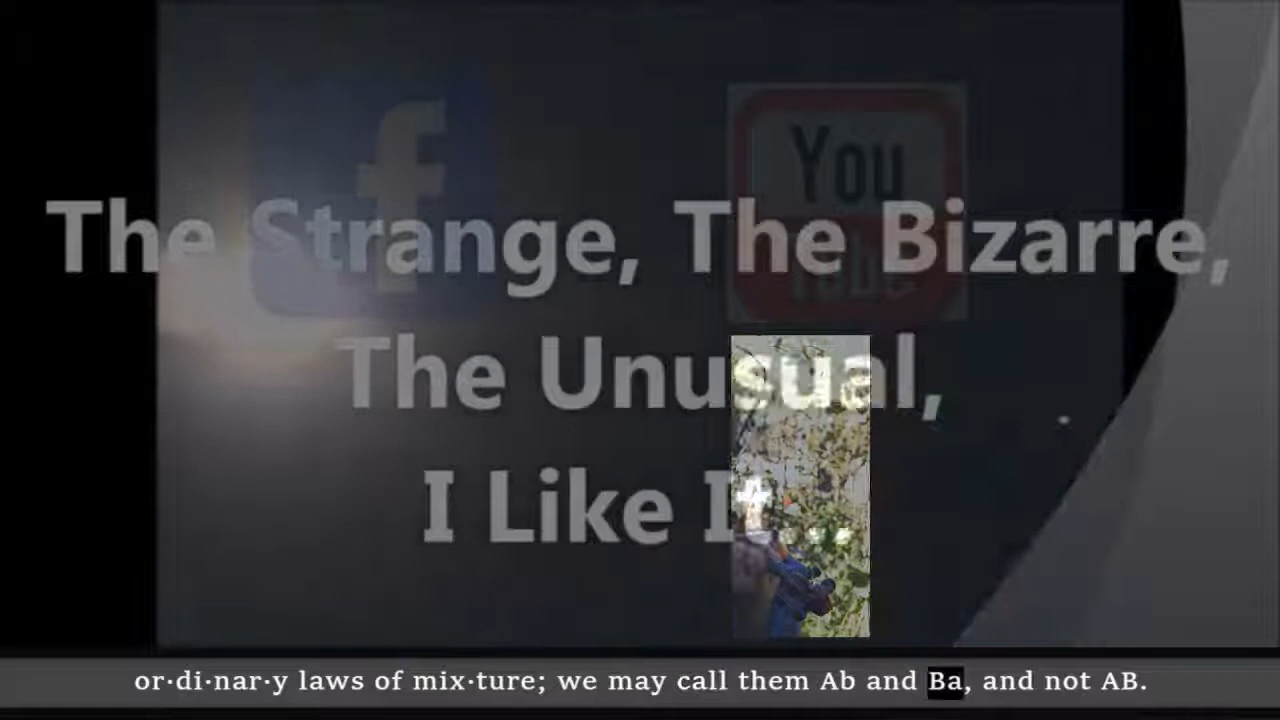 f
You
Tube
The Strange, The Bizarre,
The Unusual,
I Like It...
or·di·nar·y laws of mix·ture; we may call them Ab and Ba, and not AB.